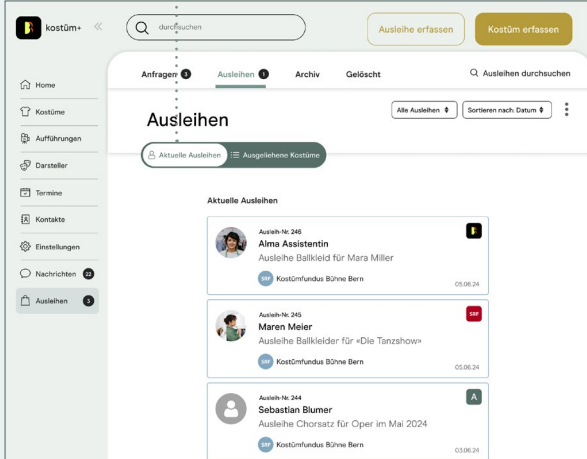 kostüm+
durchsuchen
Ausleihe erfassen
Kostüm erfassen
Home
Kostüme
Aufführungen
Darsteller
Termine
Kontakte
Einstellungen
Nachrichten 22
Ausleihen 3
Anfragen 3
Ausleihen 1
Archiv
Gelöscht
Ausleihen durchsuchen
Ausleihen
Alle Ausleihen
Sortieren nach: Datum
Aktuelle Ausleihen
Ausgeliehene Kostüme
Aktuelle Ausleihen
Ausleih-Nr. 246
Alma Assistentin
Ausleihe Ballkleid für Mara Miller
SRF Kostümfundus Bühne Bern
05.06.24
Ausleih-Nr. 245
SRF
Maren Meier
Ausleihe Ballkleider für «Die Tanzshow»
SRF Kostümfundus Bühne Bern
05.06.24
Ausleih-Nr. 244
A
Sebastian Blumer
Ausleihe Chorsatz für Oper im Mai 2024
SRF Kostümfundus Bühne Bern
03.06.24